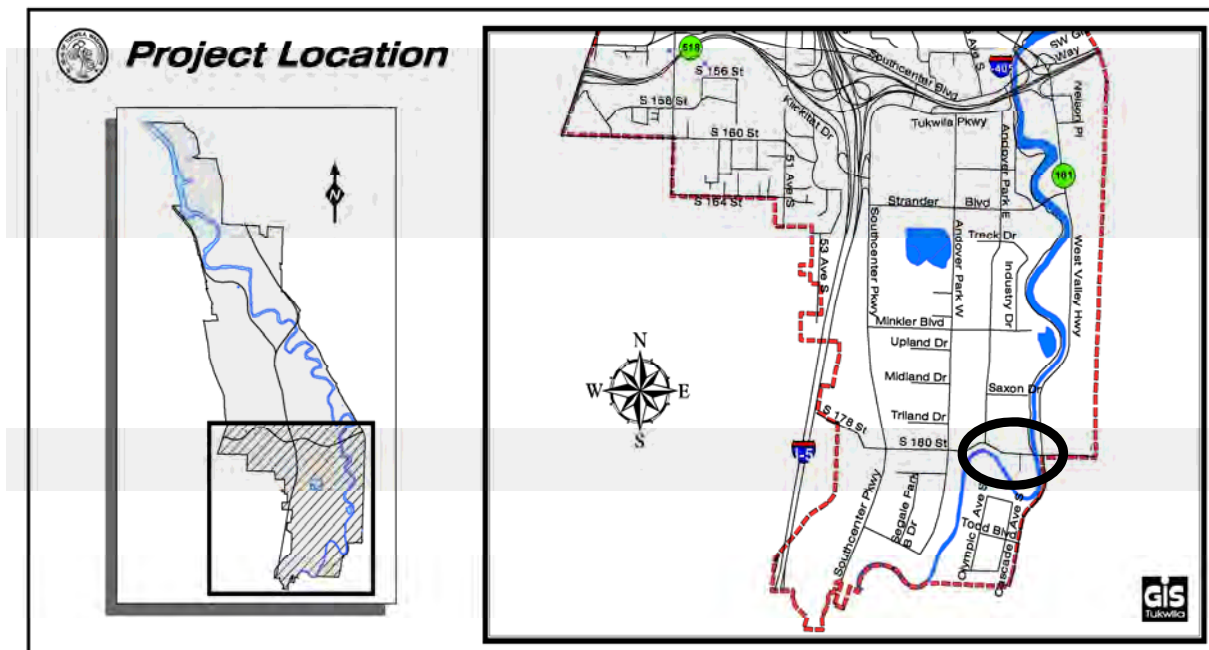 Project Location
N
518
S 156 St
S 158 St
S 160 St
S 164 St
Klickitat Dr
51 Ave S
53 Ave S
Southcenter Blvd
I-405
SW Gr
Way
Nelson Pl
Tukwila Pkwy
Andover Park E
181
Strander Blvd
Treck Dr
Southcenter Pkwy
Andover Park W
Industry Dr
West Valley Hwy
Minkler Blvd
Upland Dr
Midland Dr
Saxon Dr
Triland Dr
S 178 St
S 180 St
I-5
N
W
E
S
Southcenter Pkwy
Segale Park
B Dr
Olympic Ave S
Todd Blvd
Cascade Ave S
GIS
Tukwila